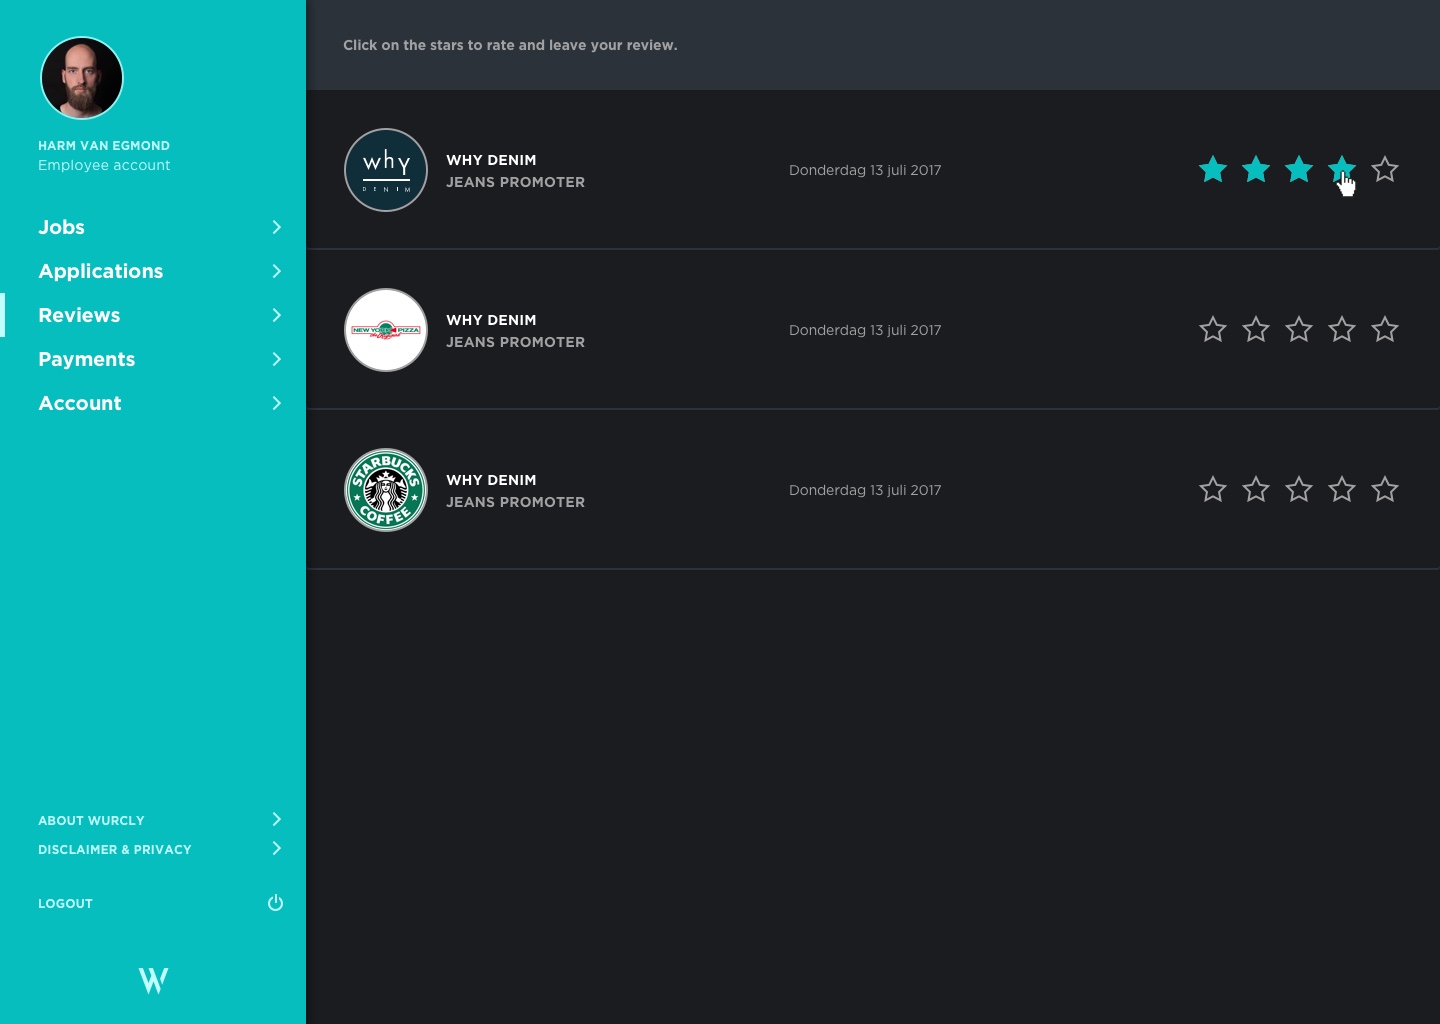 HARM VAN EGMOND
Employee account
Jobs
Applications
Reviews
Payments
Account
ABOUT WURCLY
DISCLAIMER & PRIVACY
LOGOUT
W
Click on the stars to rate and leave your review.
why
DENIM
WHY DENIM
JEANS PROMOTER
Donderdag 13 juli 2017
NEW YORK PIZZA
WHY DENIM
JEANS PROMOTER
Donderdag 13 juli 2017
STARBUCKS
COFFEE
WHY DENIM
JEANS PROMOTER
Donderdag 13 juli 2017